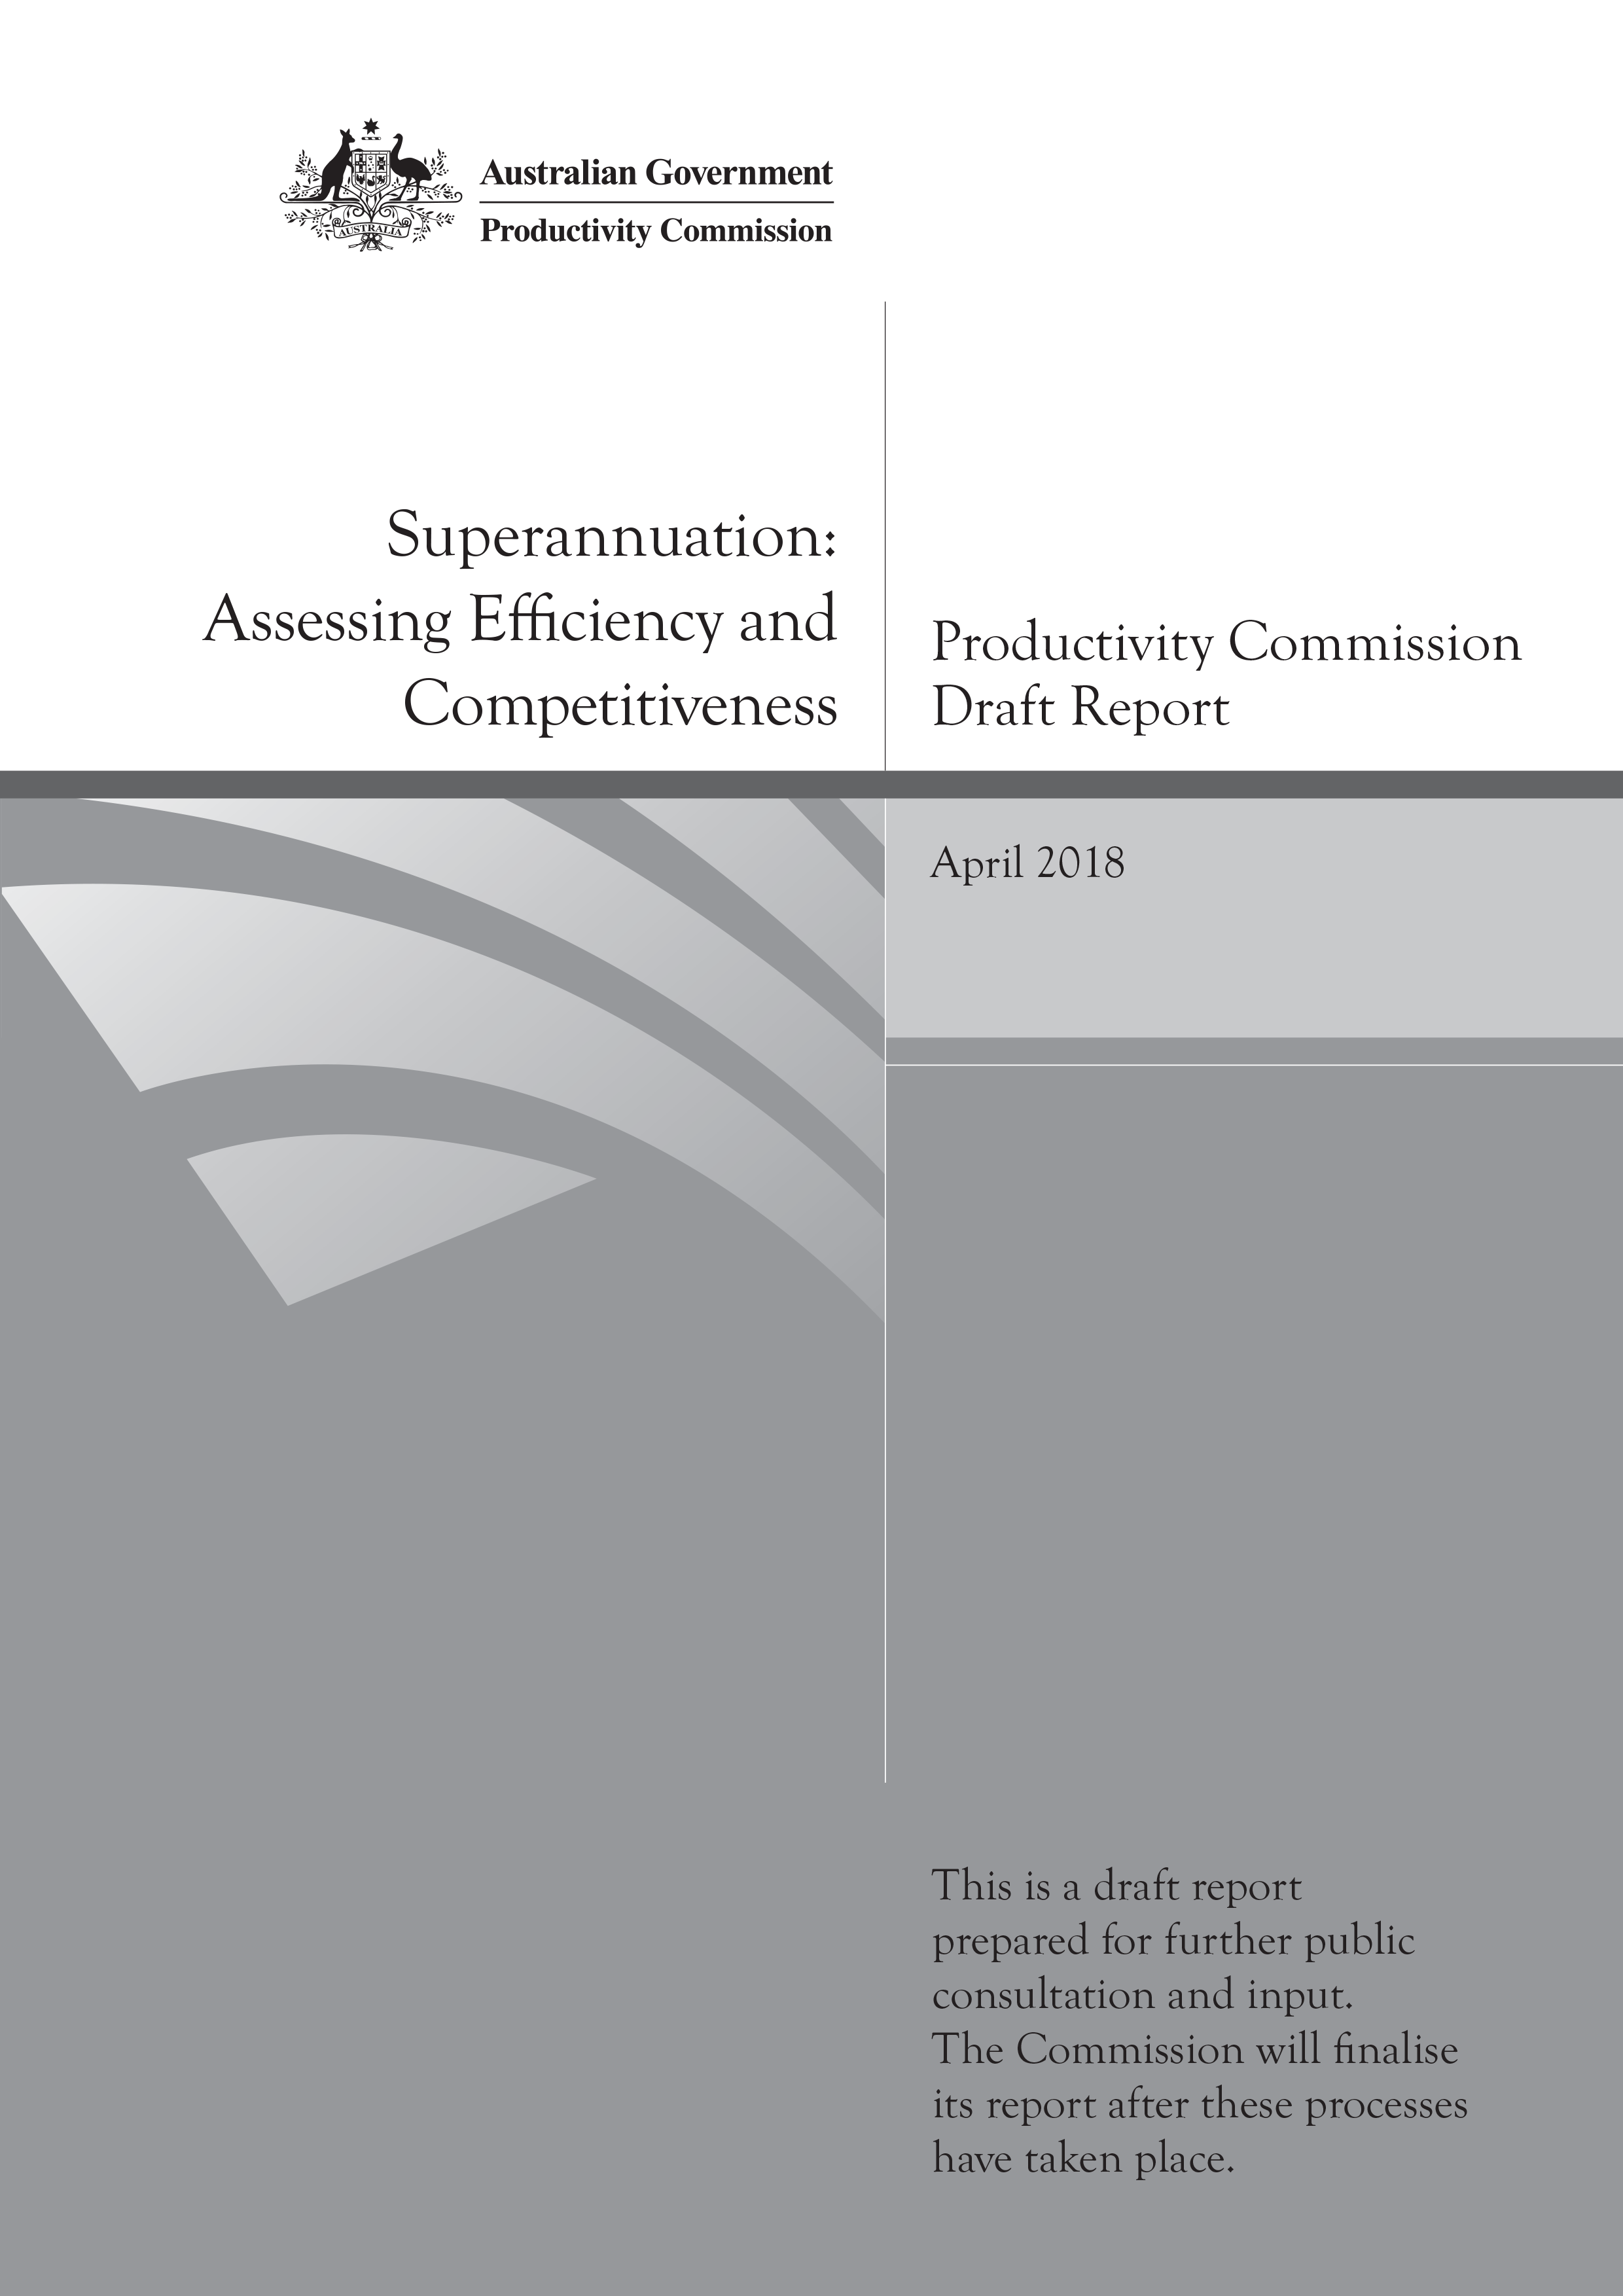 AUSTRALIA
Australian Government
Productivity Commission
Superannuation:
Assessing Efficiency and
Competitiveness
Productivity Commission
Draft Report
April 2018
This is a draft report
prepared for further public
consultation and input.
The Commission will finalise
its report after these processes
have taken place.